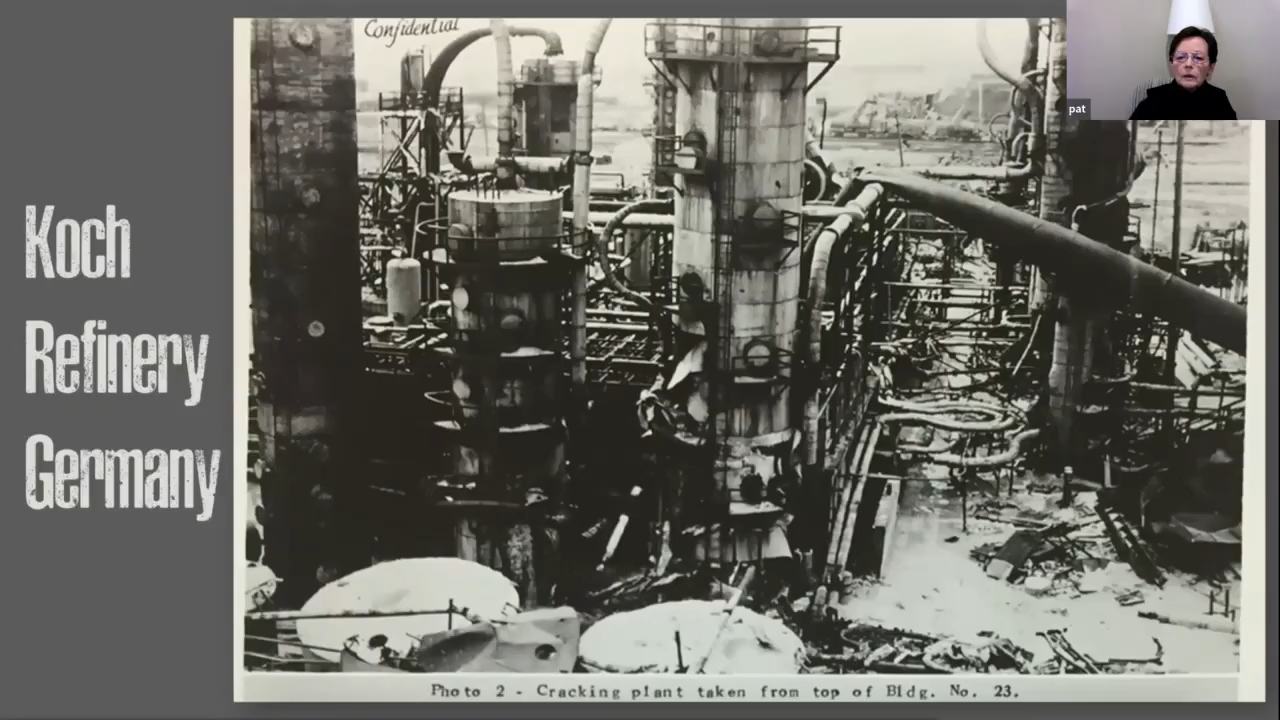 Confidential
pat
Koch
Refinery
Germany
Photo 2 - Cracking plant taken from top of Bldg. No. 23.